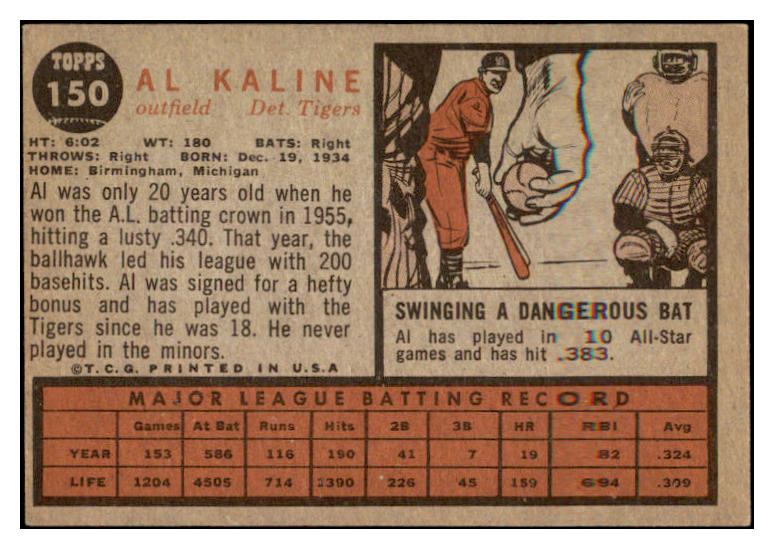 TOPPS
150
AL KALINE
outfield Det. Tigers
HT: 6:02 WT: 180 BATS: Right
THROWS: Right BORN: Dec. 19, 1934
HOME: Birmingham, Michigan
Al was only 20 years old when he
won the A.L. batting crown in 1955,
hitting a lusty .340. That year, the
ballhawk led his league with 200
basehits. Al was signed for a hefty
bonus and has played with the
Tigers since he was 18. He never
played in the minors.
©T.C.G. PRINTED IN U.S.A
SWINGING A DANGEROUS BAT
Al has played in 10 All-Star
games and has hit .383.
MAJOR LEAGUE BATTING RECORD
Games At Bat Runs Hits 2B 3B HR RBI Avg
YEAR 153 586 116 190 41 7 19 82 .324
LIFE 1204 4505 714 1390 226 45 159 694 .309